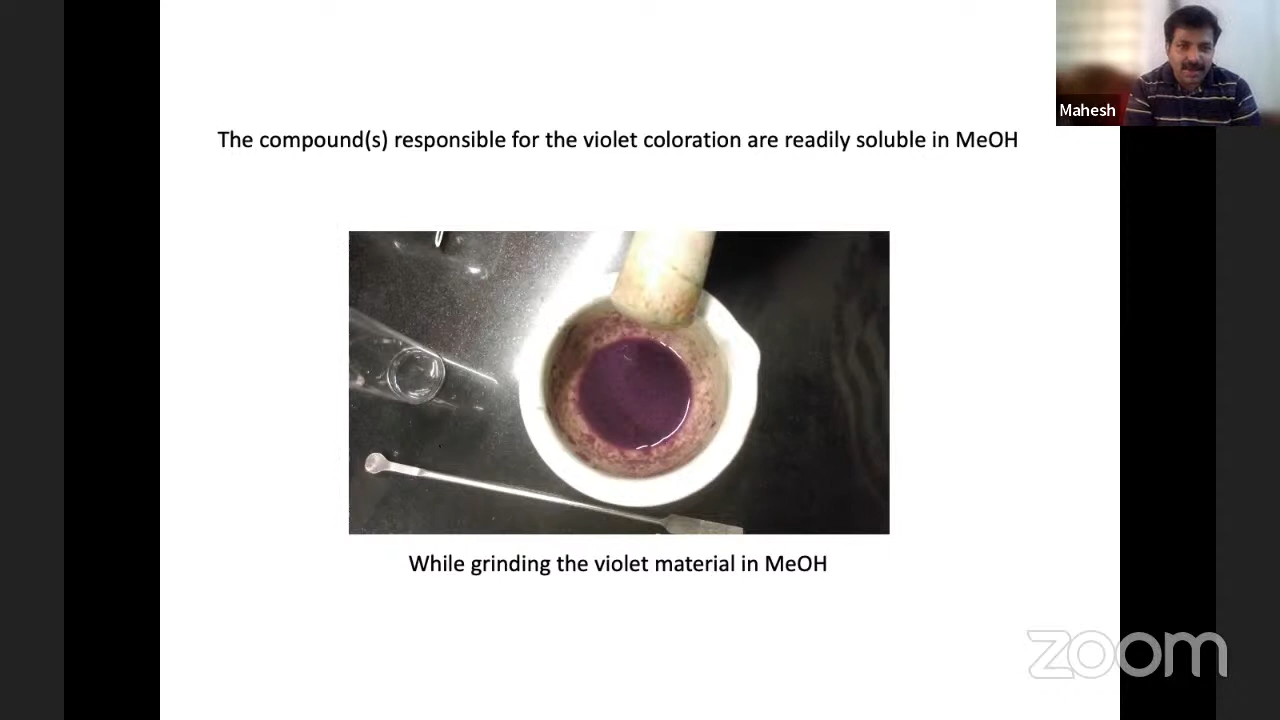 Mahesh
The compound(s) responsible for the violet coloration are readily soluble in MeOH
While grinding the violet material in MeOH
zoom